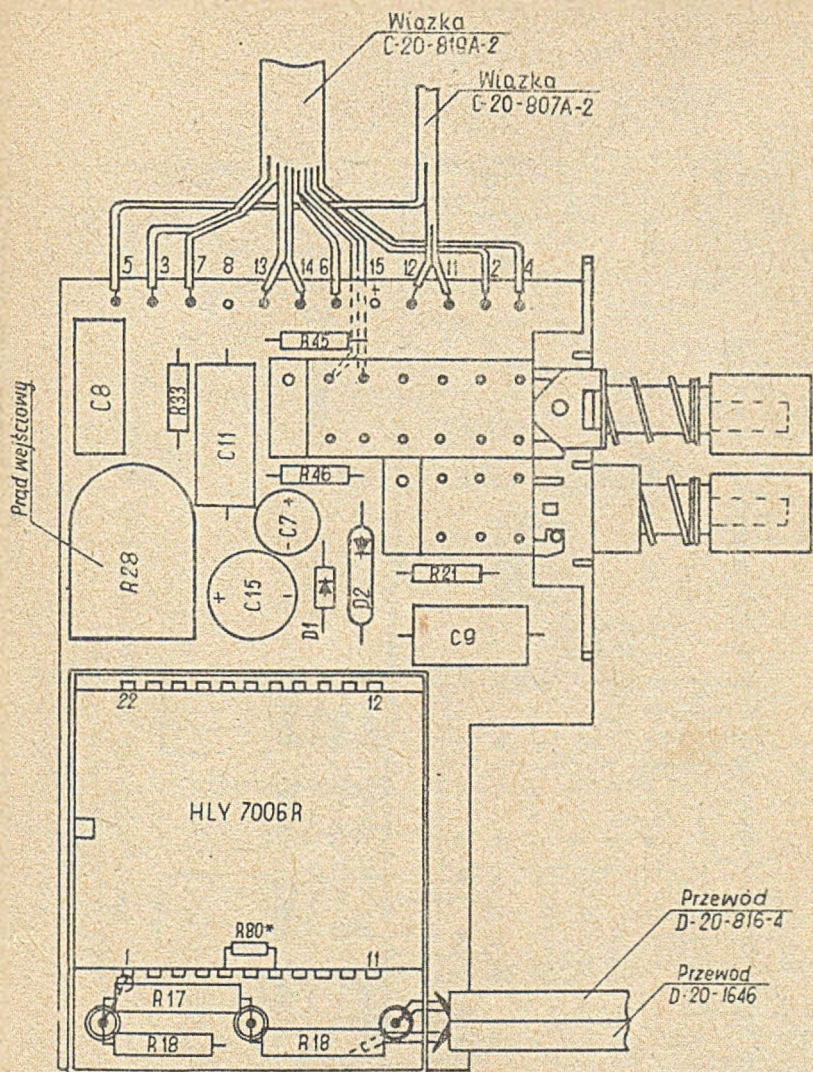 Wiązka
C-20-819A-2
Wiązka
C-20-807A-2
5 3 7 8 13 14 6 15 12 11 2 4
+
R45
C8
R33
C11
Prąd wejściowy
R46
-C7 +
R28
+ C15 -
D1
D2
R21
C9
22 12
HLY 7006R
R80*
1 11
R17
R18
R18
Przewód
D-20-816-4
Przewód
D-20-1646